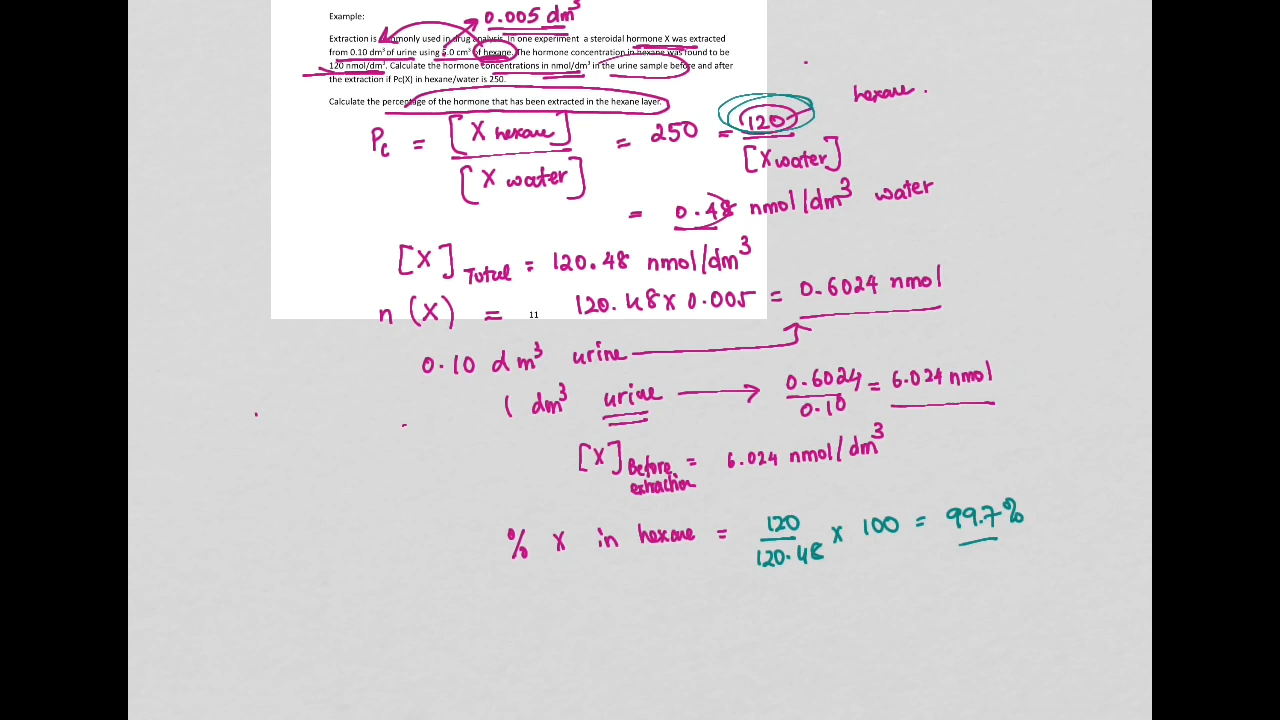 Example:
0.005 dm³
Extraction is commonly used in drug analysis. In one experiment a steroidal hormone X was extracted
from 0.10 dm³ of urine using 5.0 cm³ of hexane. The hormone concentration in hexane was found to be
120 nmol/dm³. Calculate the hormone concentrations in nmol/dm³ in the urine sample before and after
the extraction if Pc(X) in hexane/water is 250.
Calculate the percentage of the hormone that has been extracted in the hexane layer.
hexane.
Pc = [X hexane] / [X water] = 250 = 120 / [X water]
= 0.48 nmol/dm³ water
[X] Total = 120.48 nmol/dm³
n (X) = 120.48 x 0.005 = 0.6024 nmol
11
0.10 dm³ urine →
1 dm³ urine → 0.6024 / 0.10 = 6.024 nmol
[X] Before extraction = 6.024 nmol/dm³
% X in hexane = 120 / 120.48 x 100 = 99.7%